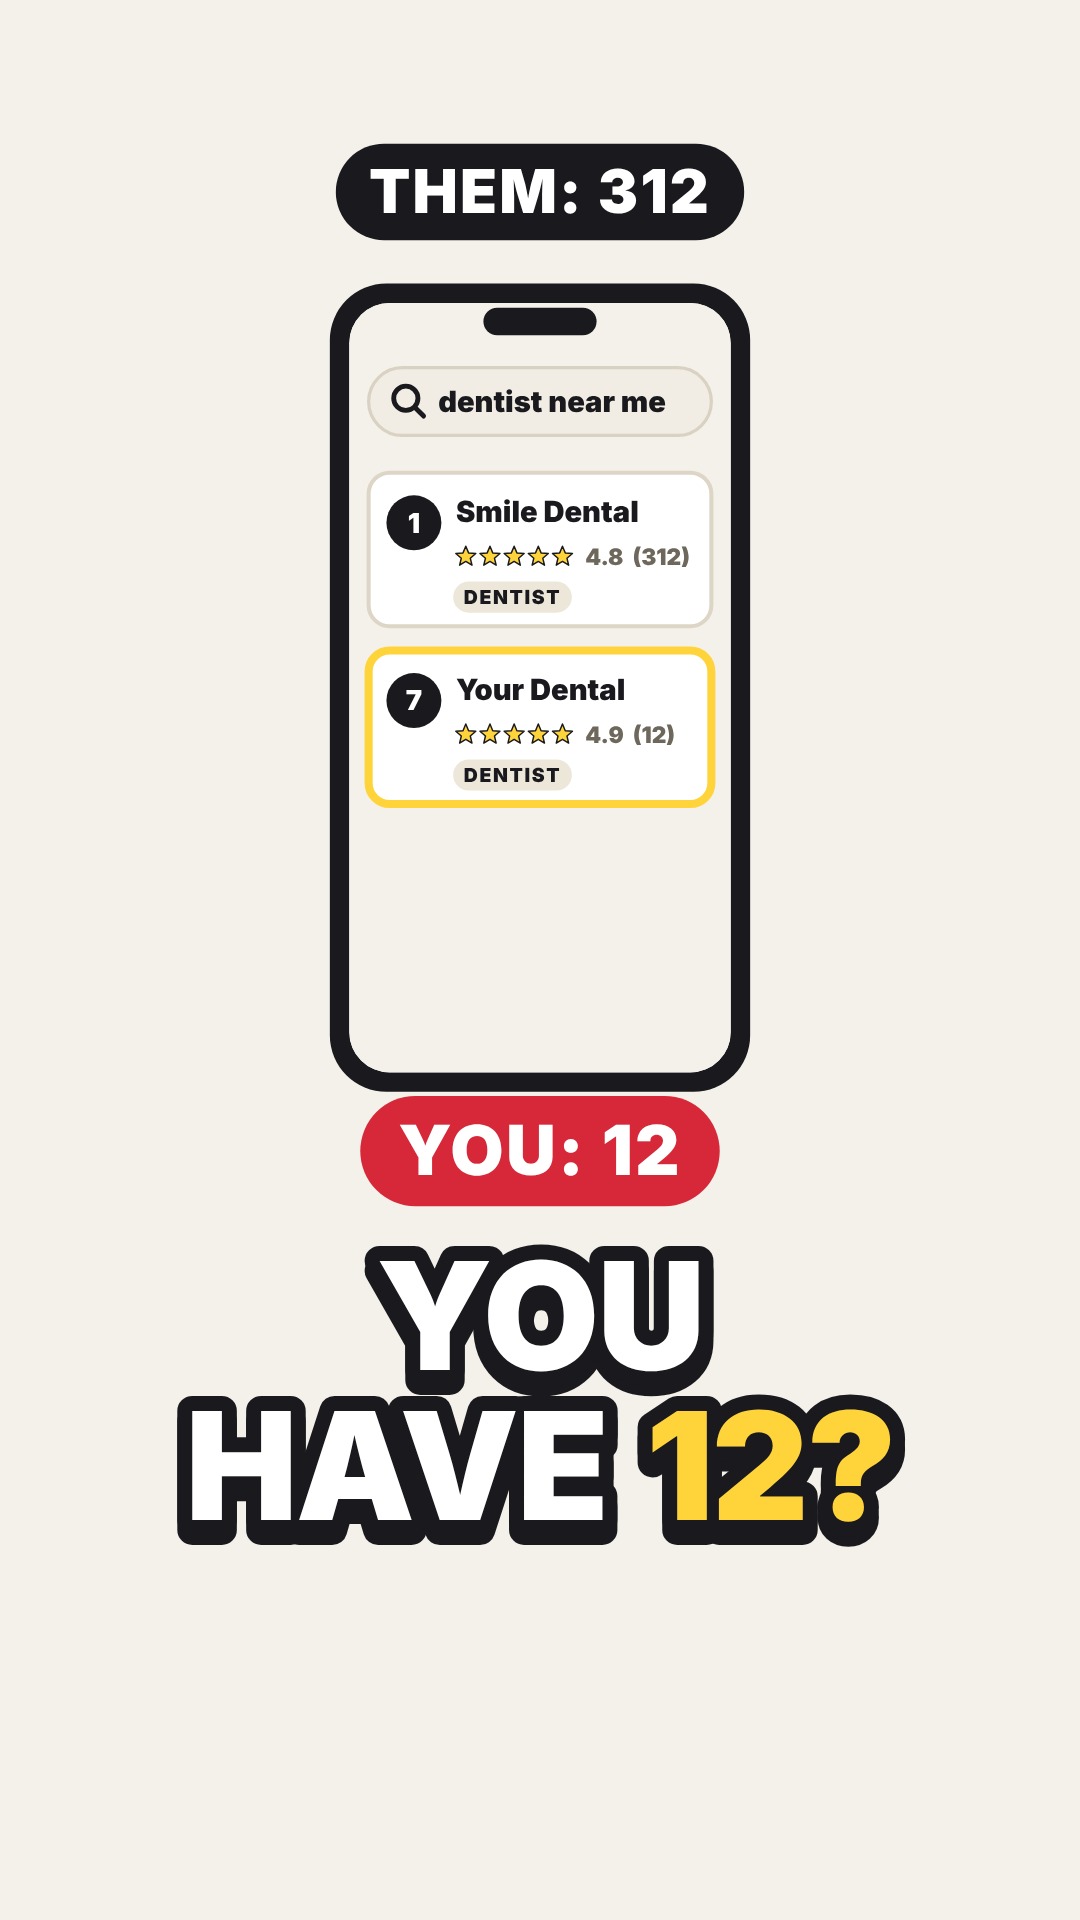 THEM: 312
dentist near me
1 Smile Dental
4.8 (312)
DENTIST
7 Your Dental
4.9 (12)
DENTIST
YOU: 12
YOU
HAVE 12?